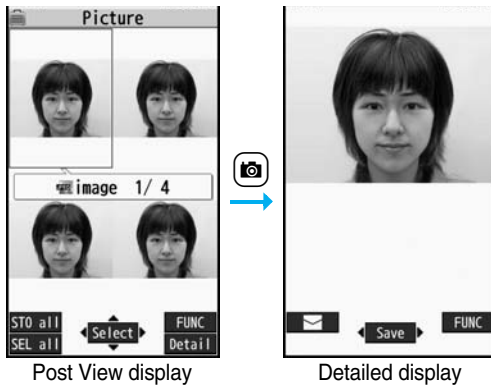 Picture
image 1/ 4
STO all Select FUNC
SEL all Detail
Save FUNC
Post View display Detailed display